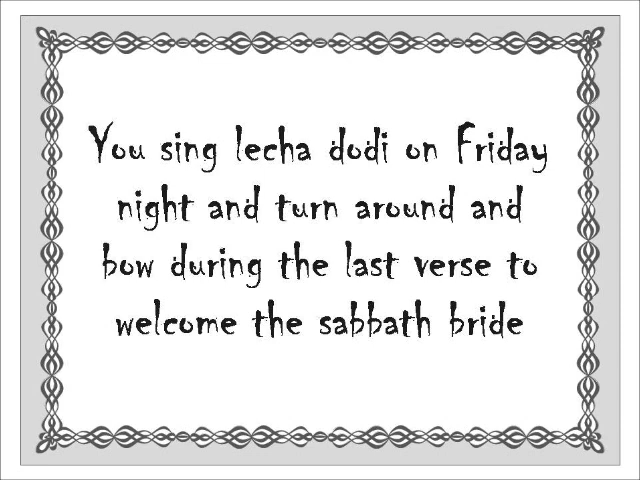 You sing lecha dodi on Friday
night and turn around and
bow during the last verse to
welcome the sabbath bride